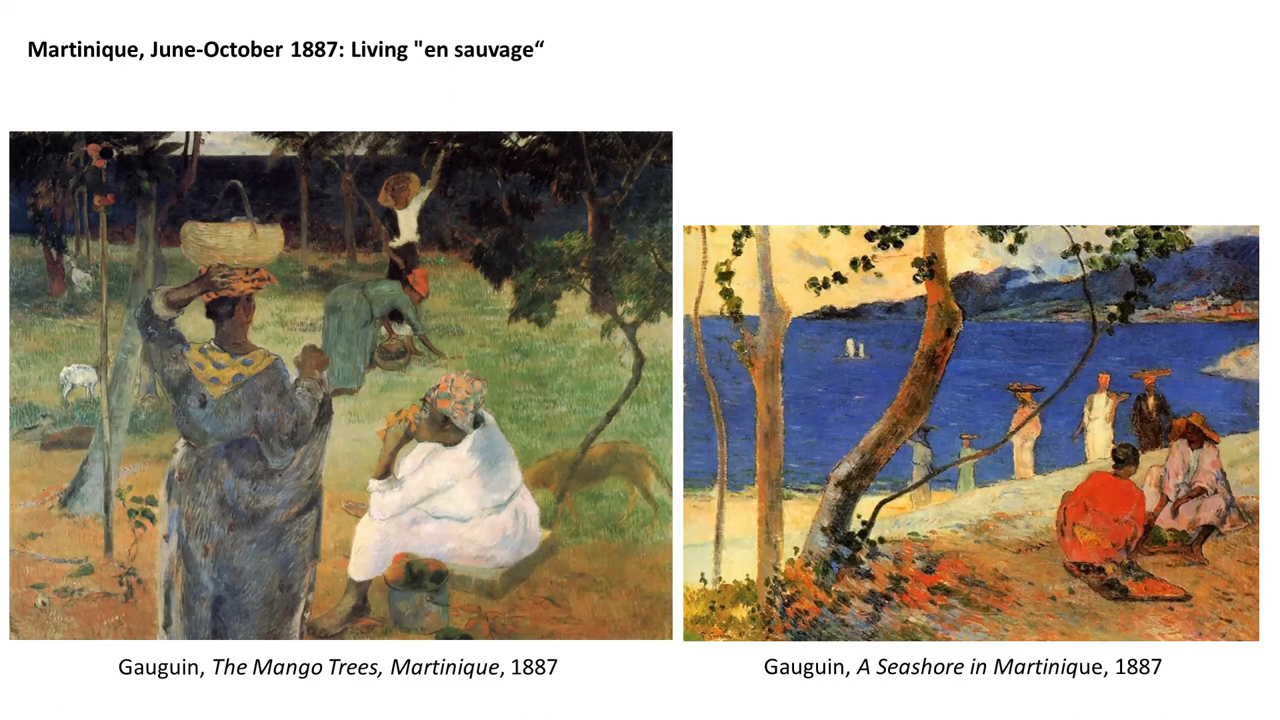 Martinique, June-October 1887: Living "en sauvage“
Gauguin, The Mango Trees, Martinique, 1887
Gauguin, A Seashore in Martinique, 1887